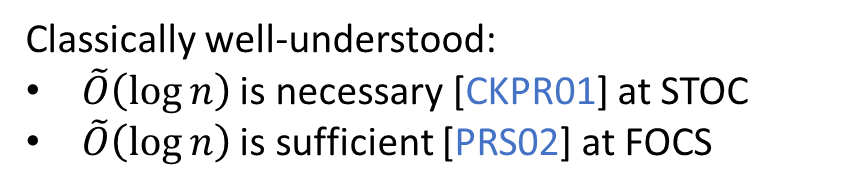 Classically well-understood:
• Õ(log n) is necessary [CKPR01] at STOC
• Õ(log n) is sufficient [PRS02] at FOCS